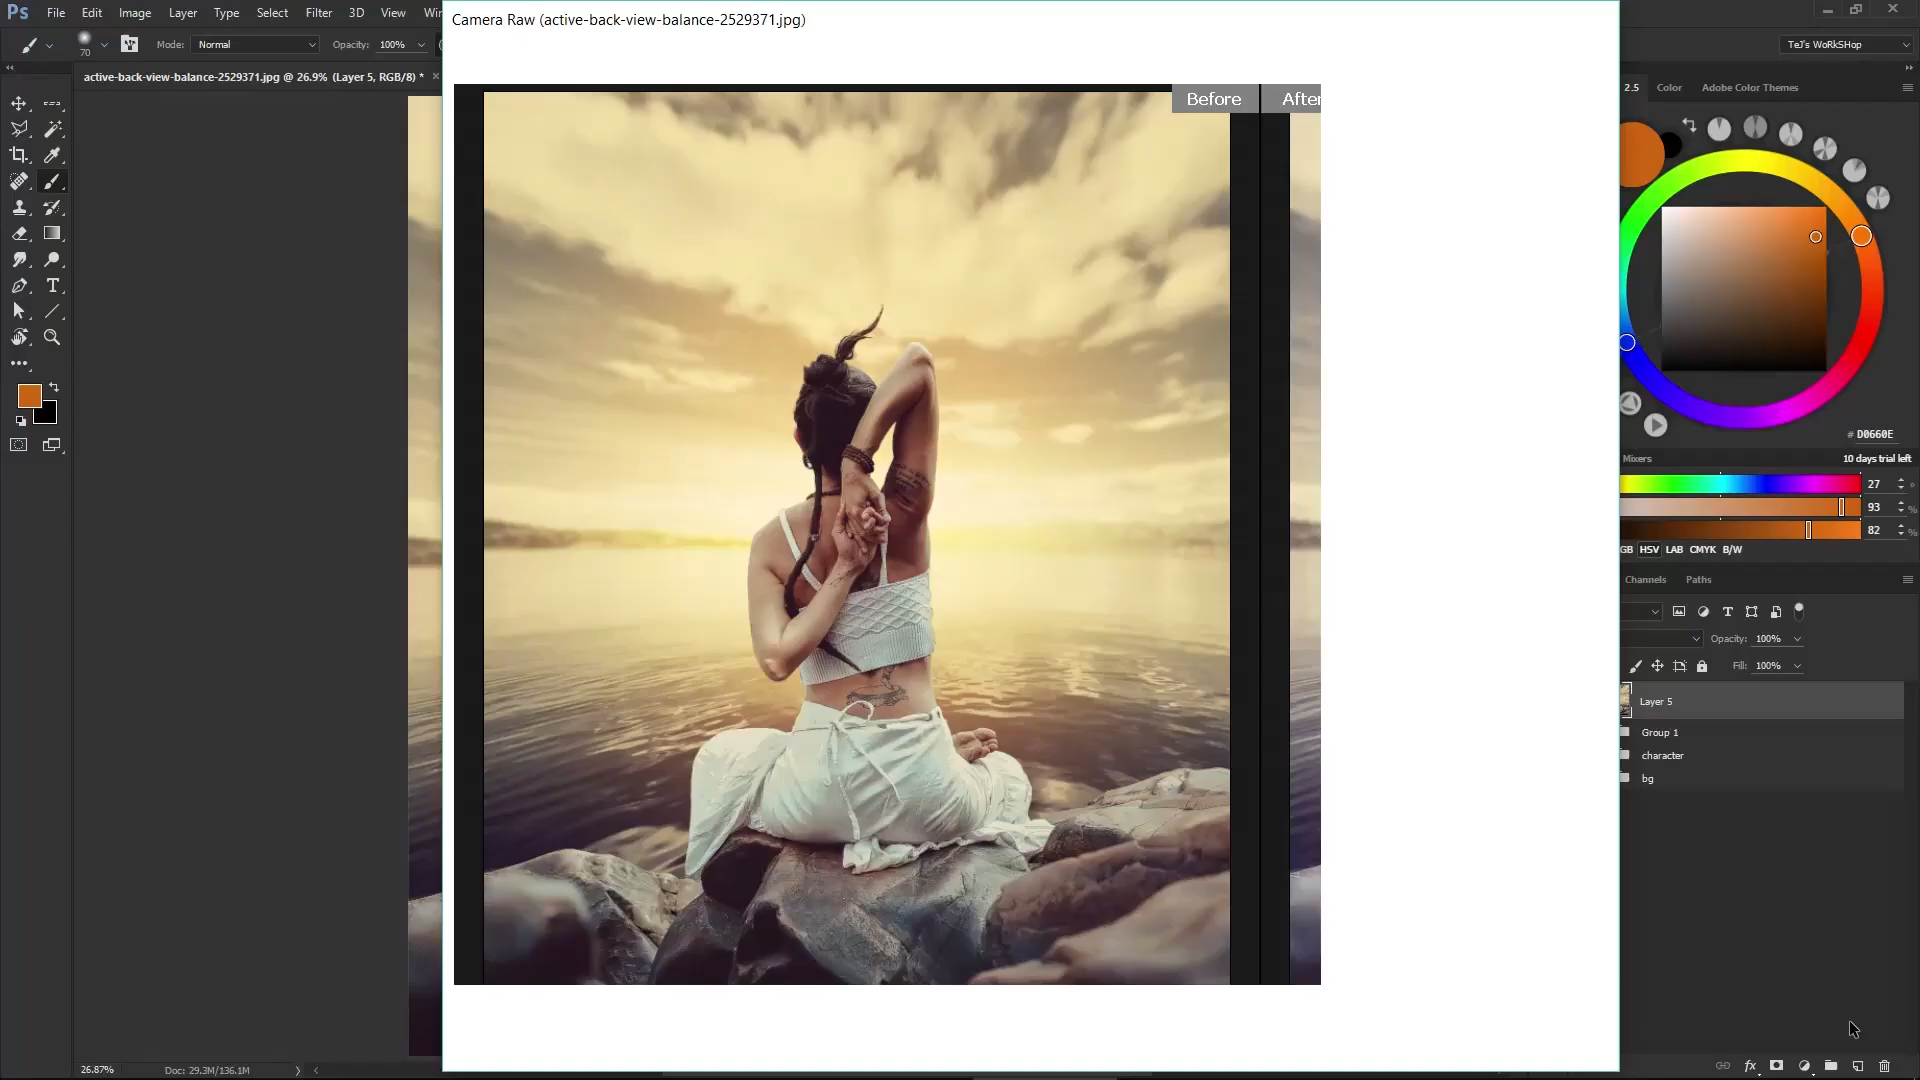 Ps File Edit Image Layer Type Select Filter 3D View Win
Camera Raw (active-back-view-balance-2529371.jpg)
70 Mode: Normal Opacity: 100%
TeJ's WoRKSHop
active-back-view-balance-2529371.jpg @ 26.9% (Layer 5, RGB/8) *
2.5 Color Adobe Color Themes
Before After
# D0660E
Mixers 10 days trial left
27 °
93 %
82 %
GB HSV LAB CMYK B/W
Channels Paths
Opacity: 100%
Fill: 100%
Layer 5
Group 1
character
bg
26.87% Doc: 29.3M/136.1M
fx